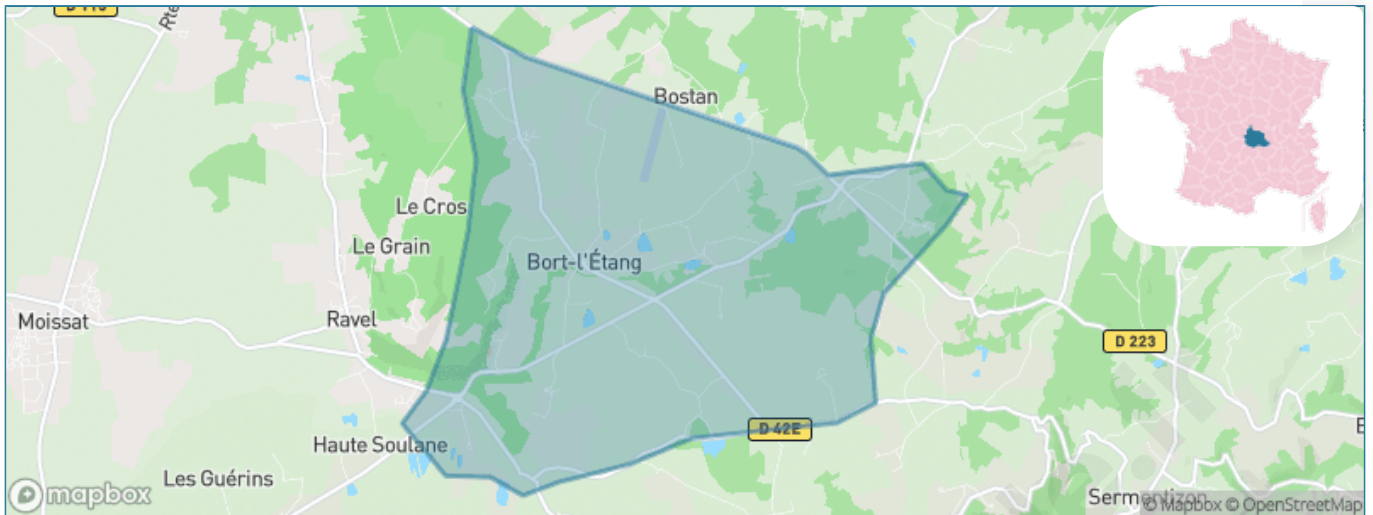 Rte
Bostan
Le Cros
Le Grain
Bort-l'Étang
Moissat
Ravel
D 223
D 42E
Haute Soulane
Les Guérins
mapbox
Sermentizon
© Mapbox © OpenStreetMap